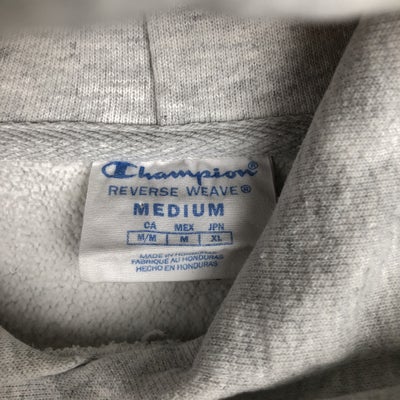 Champion®
REVERSE WEAVE®
MEDIUM
CA MEX JPN
M/M M XL
MADE IN HONDURAS
FABRIQUÉ AU HONDURAS
HECHO EN HONDURAS